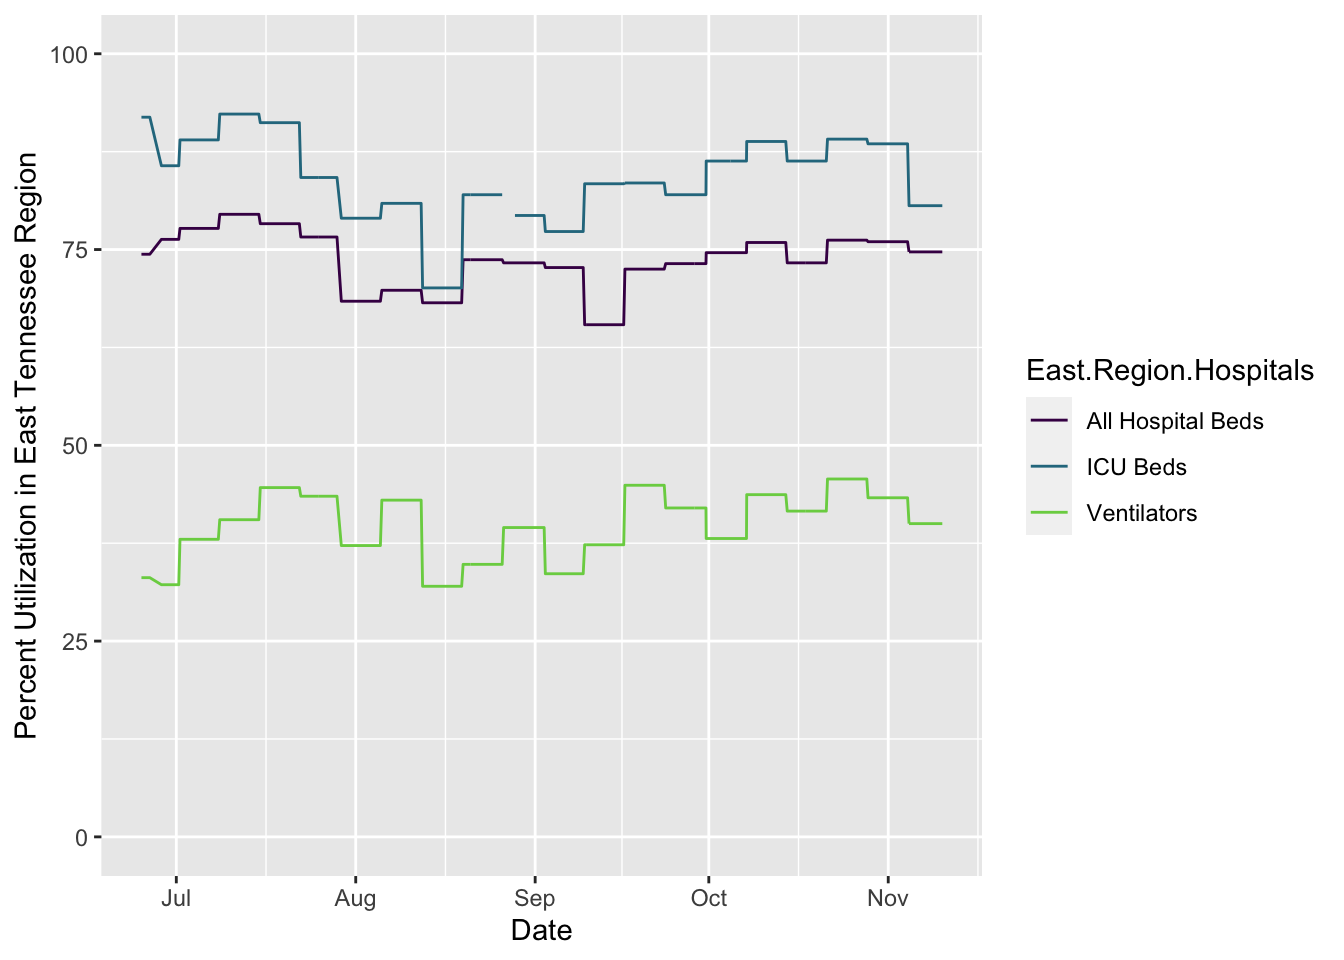 Percent Utilization in East Tennessee Region
100
75
50
25
0
Jul Aug Sep Oct Nov
Date
East.Region.Hospitals
All Hospital Beds
ICU Beds
Ventilators